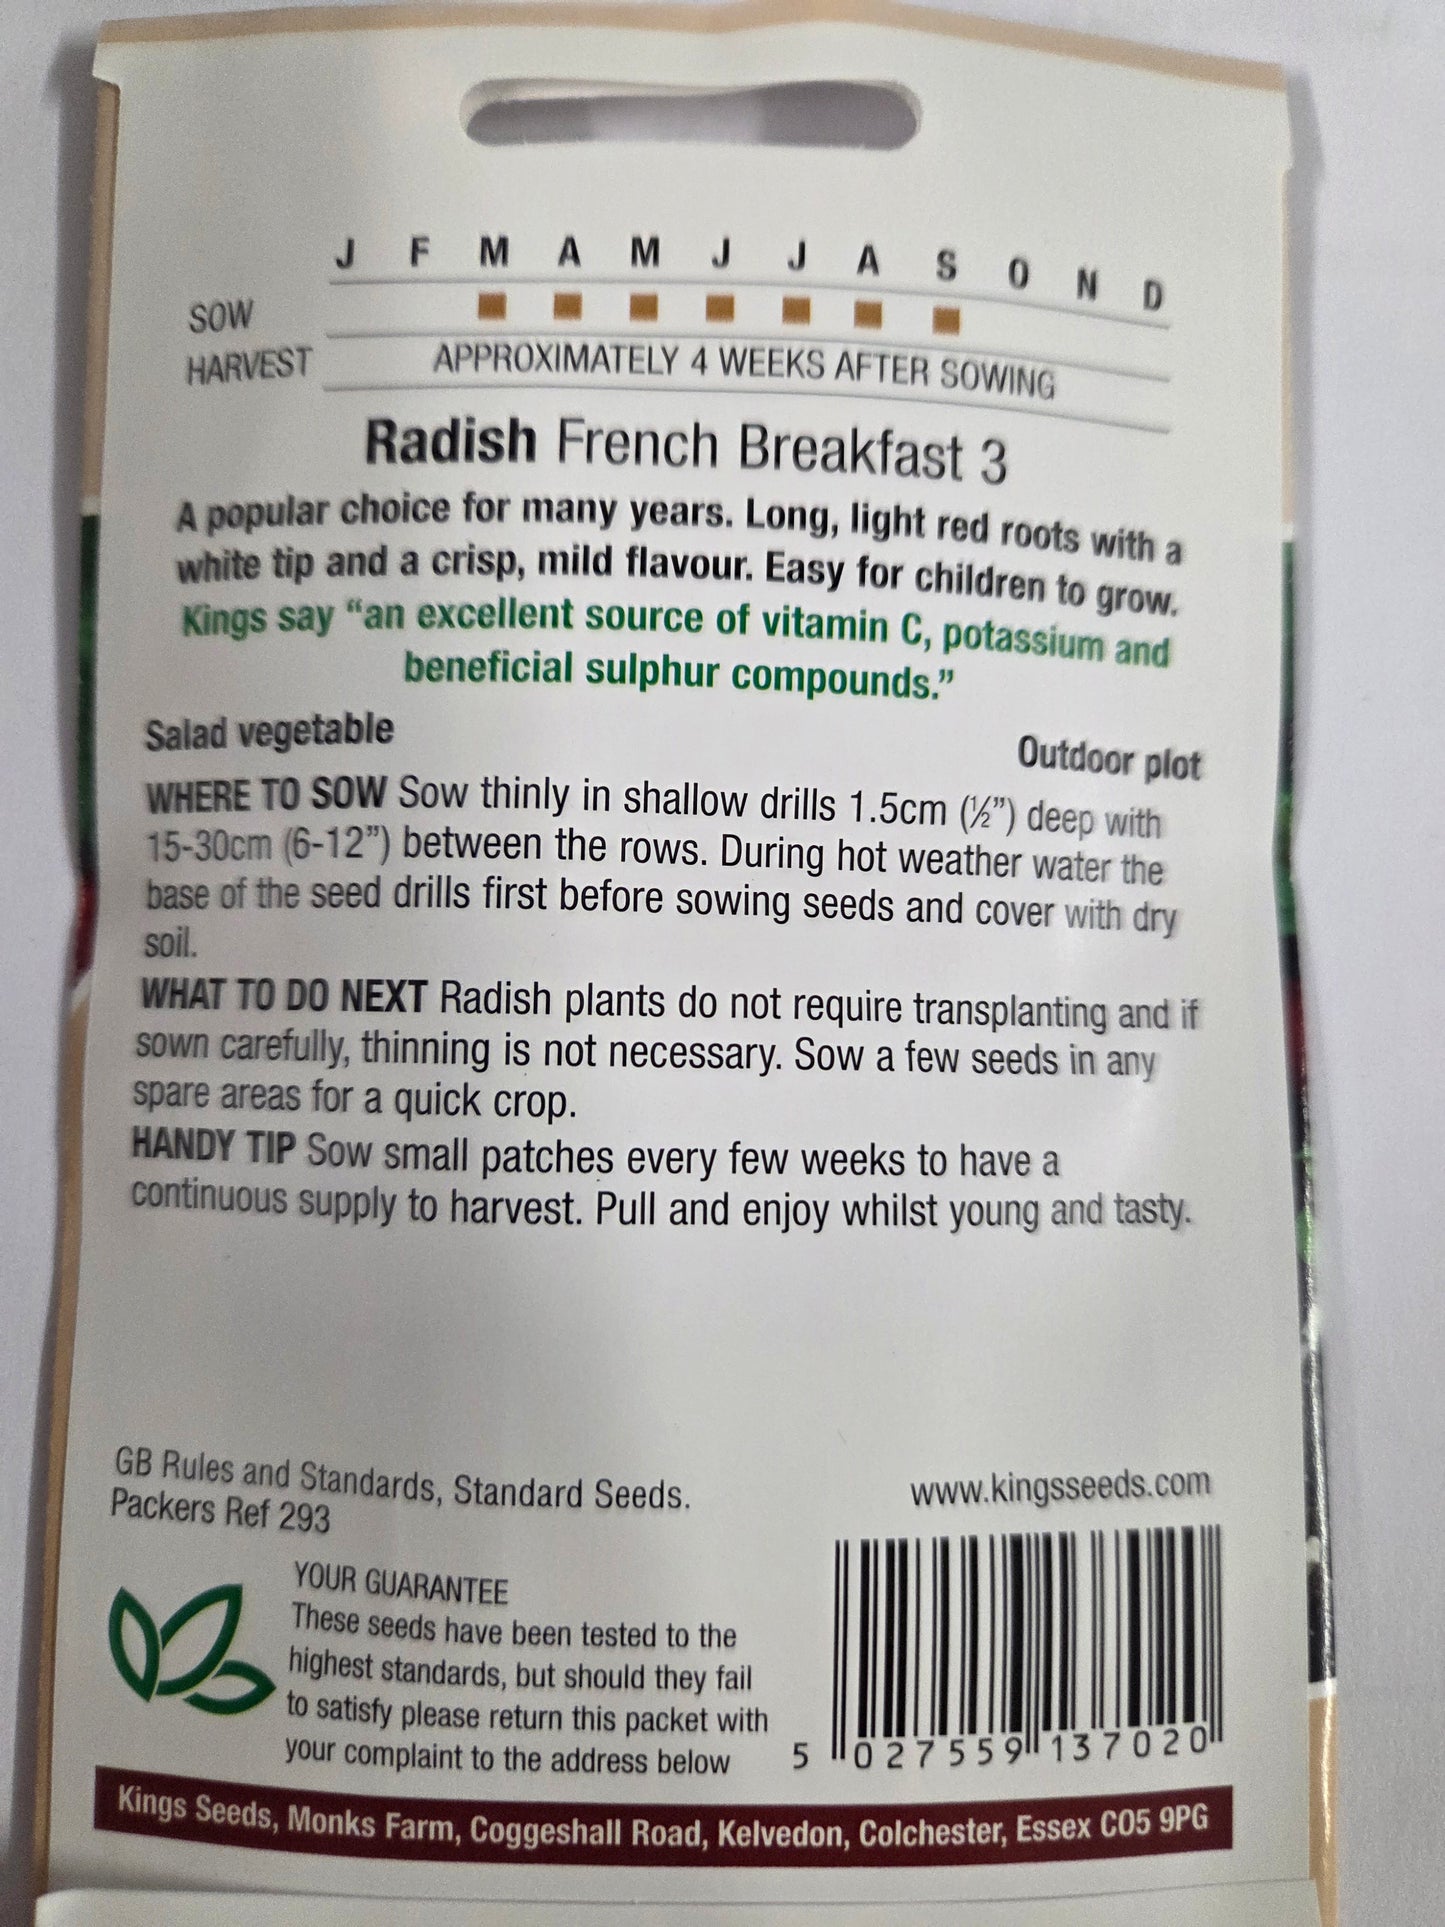 J F M A M J J A S O N D
SOW
HARVEST APPROXIMATELY 4 WEEKS AFTER SOWING
Radish French Breakfast 3
A popular choice for many years. Long, light red roots with a
white tip and a crisp, mild flavour. Easy for children to grow.
Kings say “an excellent source of vitamin C, potassium and
beneficial sulphur compounds.”
Salad vegetable Outdoor plot
WHERE TO SOW Sow thinly in shallow drills 1.5cm (½”) deep with
15-30cm (6-12”) between the rows. During hot weather water the
base of the seed drills first before sowing seeds and cover with dry
soil.
WHAT TO DO NEXT Radish plants do not require transplanting and if
sown carefully, thinning is not necessary. Sow a few seeds in any
spare areas for a quick crop.
HANDY TIP Sow small patches every few weeks to have a
continuous supply to harvest. Pull and enjoy whilst young and tasty.
GB Rules and Standards, Standard Seeds.
Packers Ref 293
www.kingsseeds.com
YOUR GUARANTEE
These seeds have been tested to the
highest standards, but should they fail
to satisfy please return this packet with
your complaint to the address below
5 027559 137020
Kings Seeds, Monks Farm, Coggeshall Road, Kelvedon, Colchester, Essex CO5 9PG